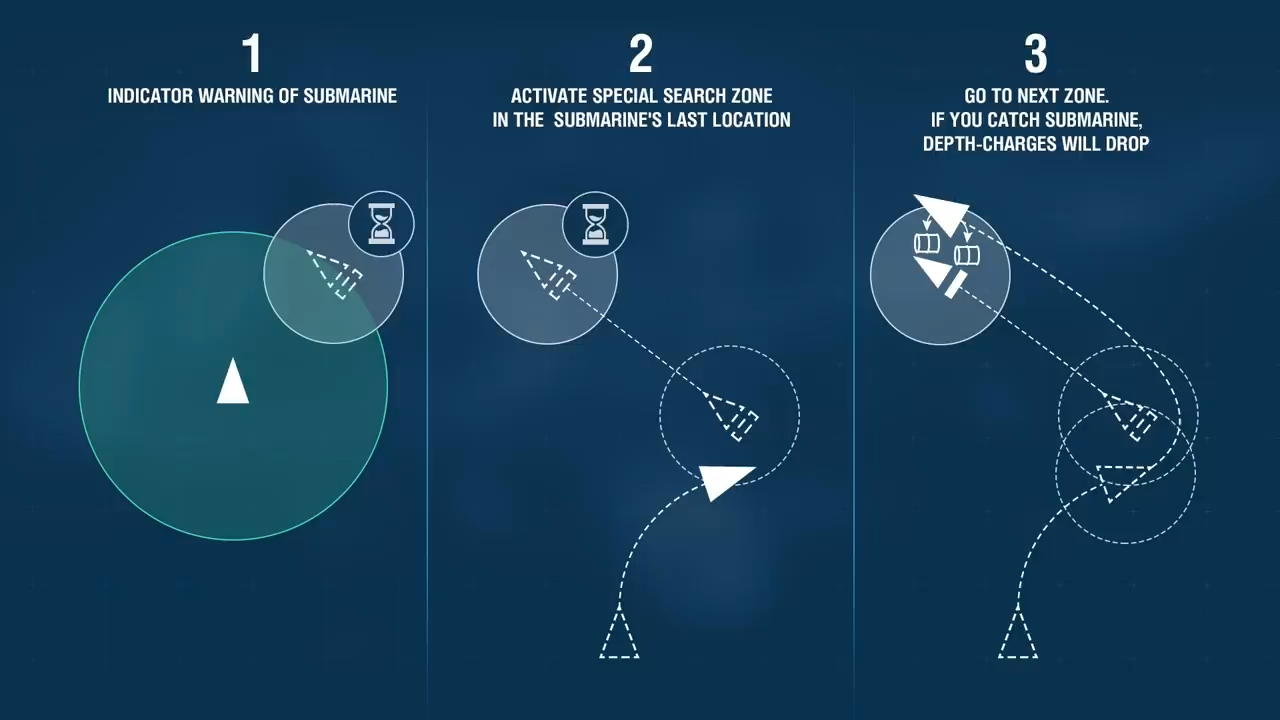 1
INDICATOR WARNING OF SUBMARINE
2
ACTIVATE SPECIAL SEARCH ZONE
IN THE  SUBMARINE'S LAST LOCATION
3
GO TO NEXT ZONE.
IF YOU CATCH SUBMARINE,
DEPTH-CHARGES WILL DROP